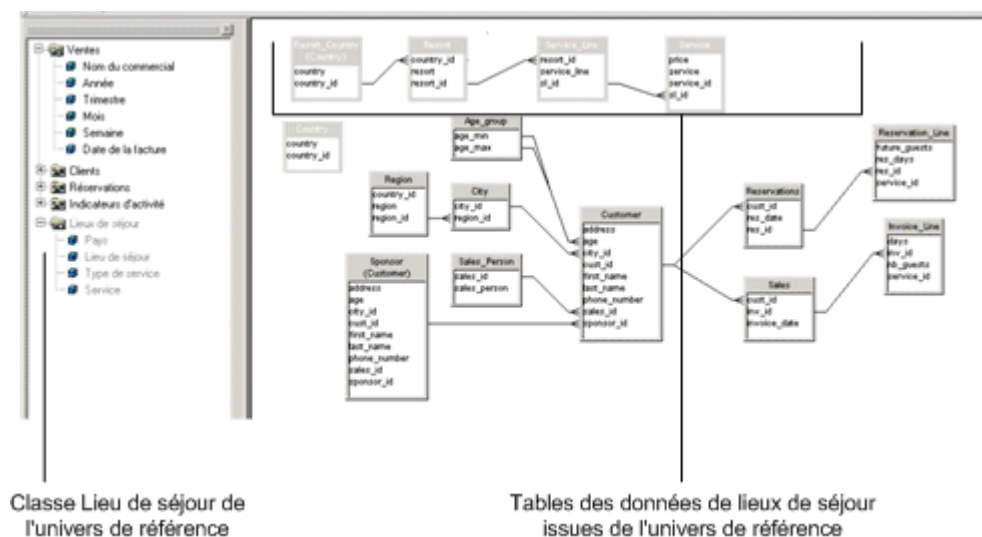 Ventes
Nom du commercial
Année
Trimestre
Mois
Semaine
Date de la facture
Clients
Réservations
Indicateurs d'activité
Lieux de séjour
Pays
Lieu de séjour
Type de service
Service
Resort_Country
(Country)
country
country_id
Resort
country_id
resort
resort_id
Service_Line
resort_id
service_line
sl_id
Service
price
service
service_id
sl_id
Country
country
country_id
Age_group
age_min
age_max
Region
country_id
region
region_id
City
city_id
region_id
Customer
address
age
city_id
cust_id
first_name
last_name
phone_number
sales_id
sponsor_id
Sponsor
(Customer)
address
age
city_id
cust_id
first_name
last_name
phone_number
sales_id
sponsor_id
Sales_Person
sales_id
sales_person
Reservations
cust_id
res_date
res_id
Reservation_Line
future_guests
res_days
res_id
service_id
Sales
cust_id
inv_id
invoice_date
Invoice_Line
days
inv_id
nb_guests
service_id
Classe Lieu de séjour de
l'univers de référence
Tables des données de lieux de séjour
issues de l'univers de référence